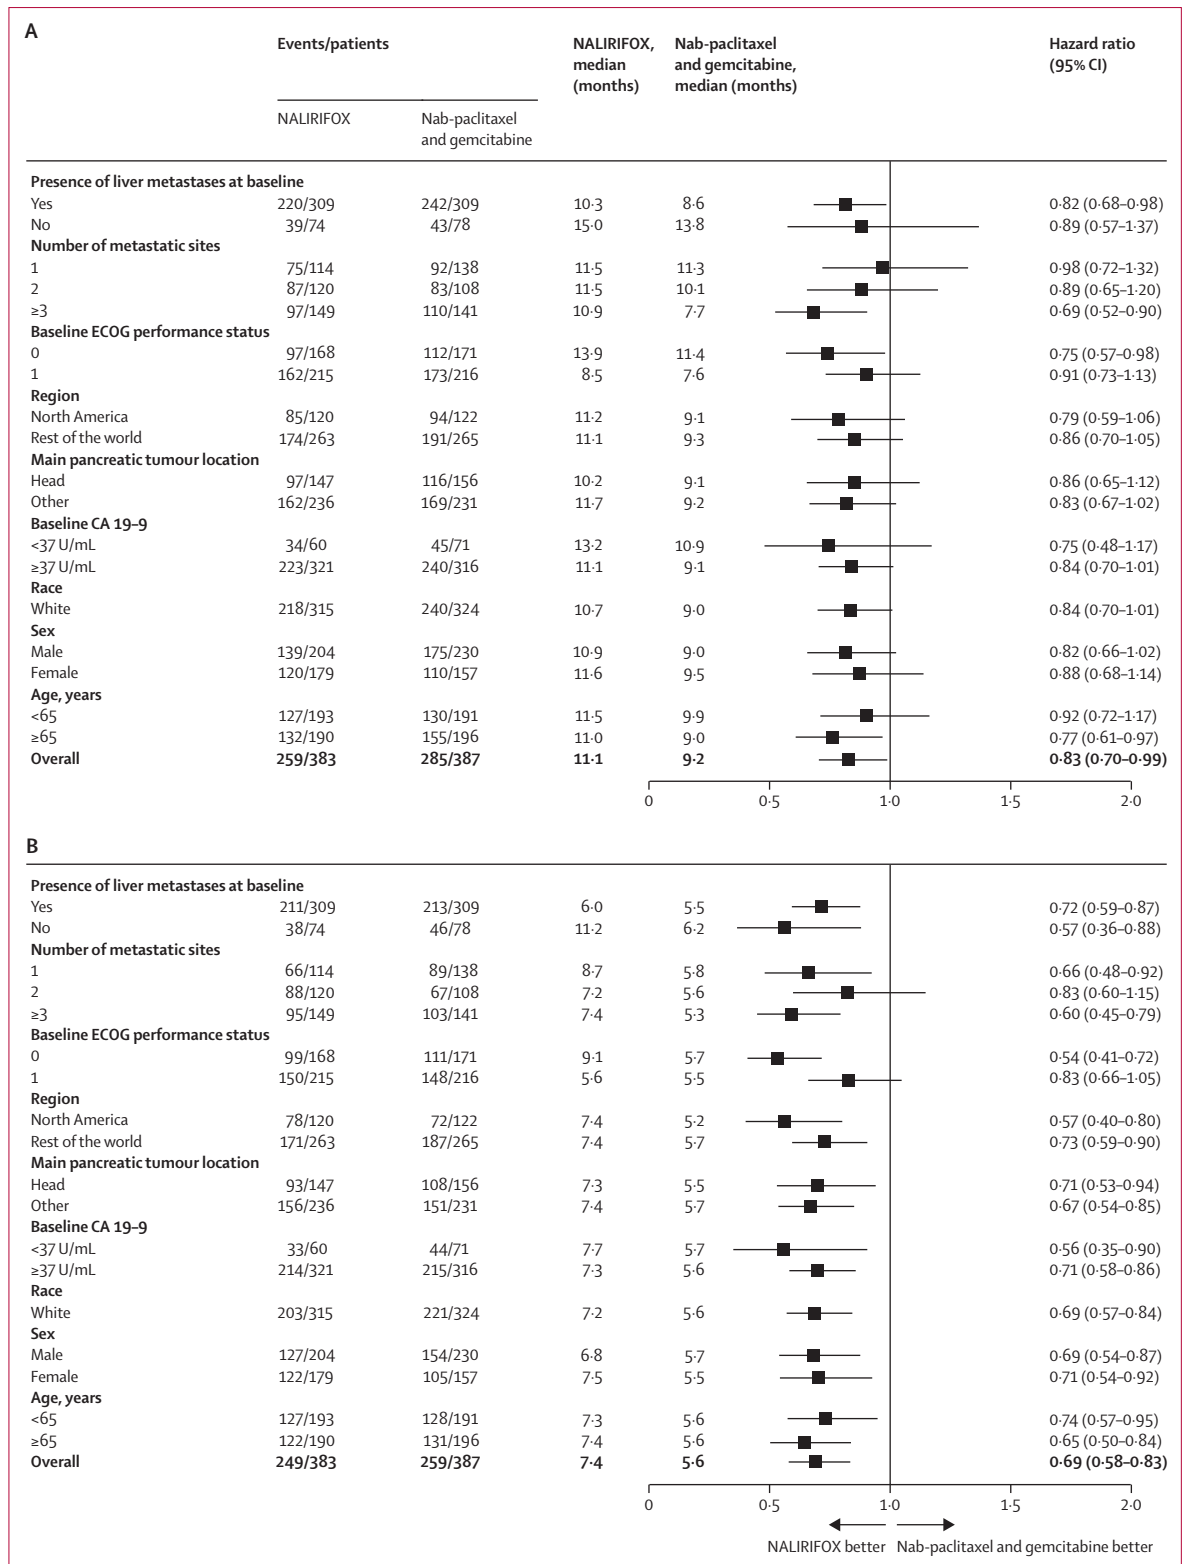 A
Events/patients NALIRIFOX, Nab-paclitaxel Hazard ratio
median and gemcitabine, (95% CI)
(months) median (months)
NALIRIFOX Nab-paclitaxel
and gemcitabine
Presence of liver metastases at baseline
Yes 220/309 242/309 10·3 8·6 0·82 (0·68–0·98)
No 39/74 43/78 15·0 13·8 0·89 (0·57–1·37)
Number of metastatic sites
1 75/114 92/138 11·5 11·3 0·98 (0·72–1·32)
2 87/120 83/108 11·5 10·1 0·89 (0·65–1·20)
≥3 97/149 110/141 10·9 7·7 0·69 (0·52–0·90)
Baseline ECOG performance status
0 97/168 112/171 13·9 11·4 0·75 (0·57–0·98)
1 162/215 173/216 8·5 7·6 0·91 (0·73–1·13)
Region
North America 85/120 94/122 11·2 9·1 0·79 (0·59–1·06)
Rest of the world 174/263 191/265 11·1 9·3 0·86 (0·70–1·05)
Main pancreatic tumour location
Head 97/147 116/156 10·2 9·1 0·86 (0·65–1·12)
Other 162/236 169/231 11·7 9·2 0·83 (0·67–1·02)
Baseline CA 19–9
<37 U/mL 34/60 45/71 13·2 10·9 0·75 (0·48–1·17)
≥37 U/mL 223/321 240/316 11·1 9·1 0·84 (0·70–1·01)
Race
White 218/315 240/324 10·7 9·0 0·84 (0·70–1·01)
Sex
Male 139/204 175/230 10·9 9·0 0·82 (0·66–1·02)
Female 120/179 110/157 11·6 9·5 0·88 (0·68–1·14)
Age, years
<65 127/193 130/191 11·5 9·9 0·92 (0·72–1·17)
≥65 132/190 155/196 11·0 9·0 0·77 (0·61–0·97)
Overall 259/383 285/387 11·1 9·2 0·83 (0·70–0·99)
0 0·5 1·0 1·5 2·0
B
Presence of liver metastases at baseline
Yes 211/309 213/309 6·0 5·5 0·72 (0·59–0·87)
No 38/74 46/78 11·2 6·2 0·57 (0·36–0·88)
Number of metastatic sites
1 66/114 89/138 8·7 5·8 0·66 (0·48–0·92)
2 88/120 67/108 7·2 5·6 0·83 (0·60–1·15)
≥3 95/149 103/141 7·4 5·3 0·60 (0·45–0·79)
Baseline ECOG performance status
0 99/168 111/171 9·1 5·7 0·54 (0·41–0·72)
1 150/215 148/216 5·6 5·5 0·83 (0·66–1·05)
Region
North America 78/120 72/122 7·4 5·2 0·57 (0·40–0·80)
Rest of the world 171/263 187/265 7·4 5·7 0·73 (0·59–0·90)
Main pancreatic tumour location
Head 93/147 108/156 7·3 5·5 0·71 (0·53–0·94)
Other 156/236 151/231 7·4 5·7 0·67 (0·54–0·85)
Baseline CA 19–9
<37 U/mL 33/60 44/71 7·7 5·7 0·56 (0·35–0·90)
≥37 U/mL 214/321 215/316 7·3 5·6 0·71 (0·58–0·86)
Race
White 203/315 221/324 7·2 5·6 0·69 (0·57–0·84)
Sex
Male 127/204 154/230 6·8 5·7 0·69 (0·54–0·87)
Female 122/179 105/157 7·5 5·5 0·71 (0·54–0·92)
Age, years
<65 127/193 128/191 7·3 5·6 0·74 (0·57–0·95)
≥65 122/190 131/196 7·4 5·6 0·65 (0·50–0·84)
Overall 249/383 259/387 7·4 5·6 0·69 (0·58–0·83)
0 0·5 1·0 1·5 2·0
NALIRIFOX better Nab-paclitaxel and gemcitabine better